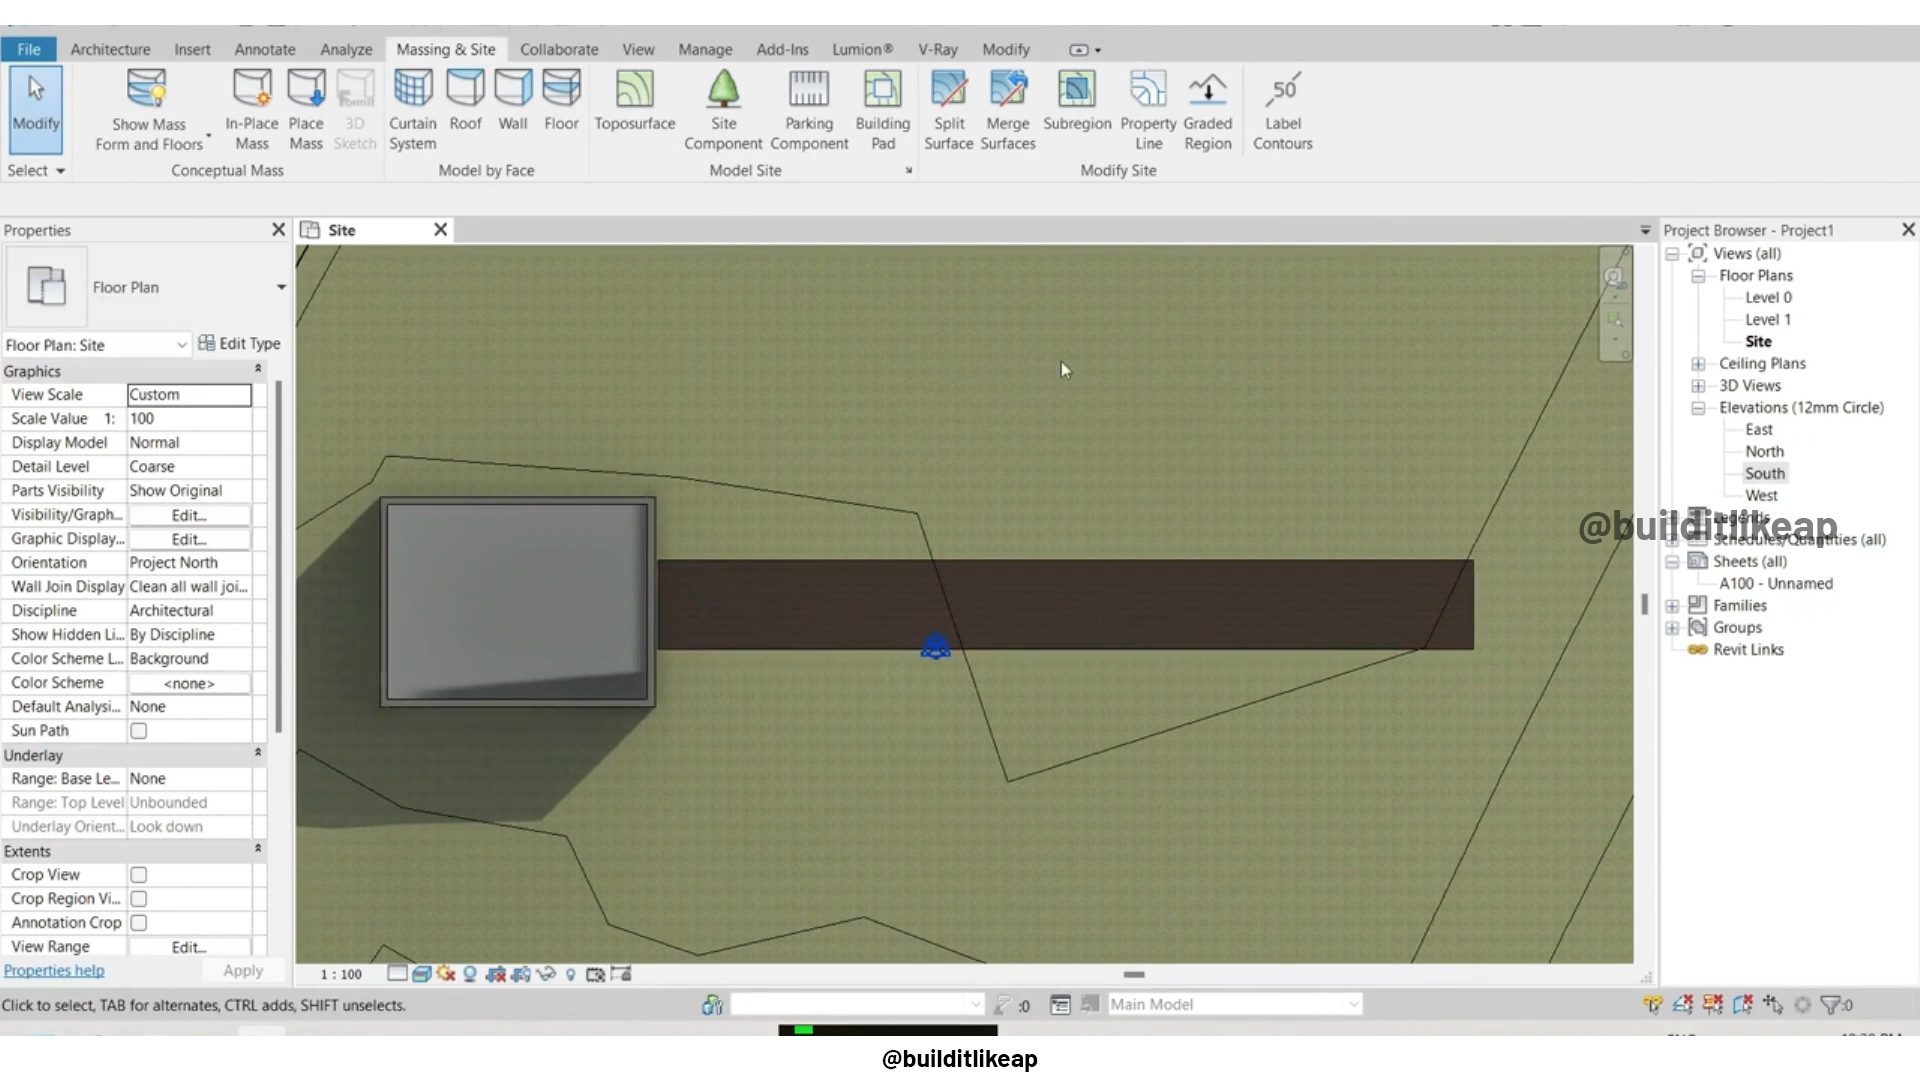 File Architecture Insert Annotate Analyze Massing & Site Collaborate View Manage Add-Ins Lumion® V-Ray Modify
Modify
Show Mass
Form and Floors
In-Place
Mass
Place
Mass
3D
Sketch
Curtain
System
Roof
Wall
Floor
Toposurface
Site
Component
Parking
Component
Building
Pad
Split
Surface
Merge
Surfaces
Subregion
Property
Line
Graded
Region
50
Label
Contours
Select Conceptual Mass Model by Face Model Site Modify Site
Properties
Floor Plan
Floor Plan: Site Edit Type
Graphics
View Scale Custom
Scale Value 1: 100
Display Model Normal
Detail Level Coarse
Parts Visibility Show Original
Visibility/Graph... Edit...
Graphic Display... Edit...
Orientation Project North
Wall Join Display Clean all wall joi...
Discipline Architectural
Show Hidden Li... By Discipline
Color Scheme L... Background
Color Scheme <none>
Default Analysi... None
Sun Path
Underlay
Range: Base Le... None
Range: Top Level Unbounded
Underlay Orient... Look down
Extents
Crop View
Crop Region Vi...
Annotation Crop
View Range Edit...
Properties help Apply
Site
1 : 100
Project Browser - Project1
Views (all)
Floor Plans
Level 0
Level 1
Site
Ceiling Plans
3D Views
Elevations (12mm Circle)
East
North
South
West
Legends
@builditlikeap
Schedules/Quantities (all)
Sheets (all)
A100 - Unnamed
Families
Groups
Revit Links
Click to select, TAB for alternates, CTRL adds, SHIFT unselects.
:0
Main Model
:0
@builditlikeap